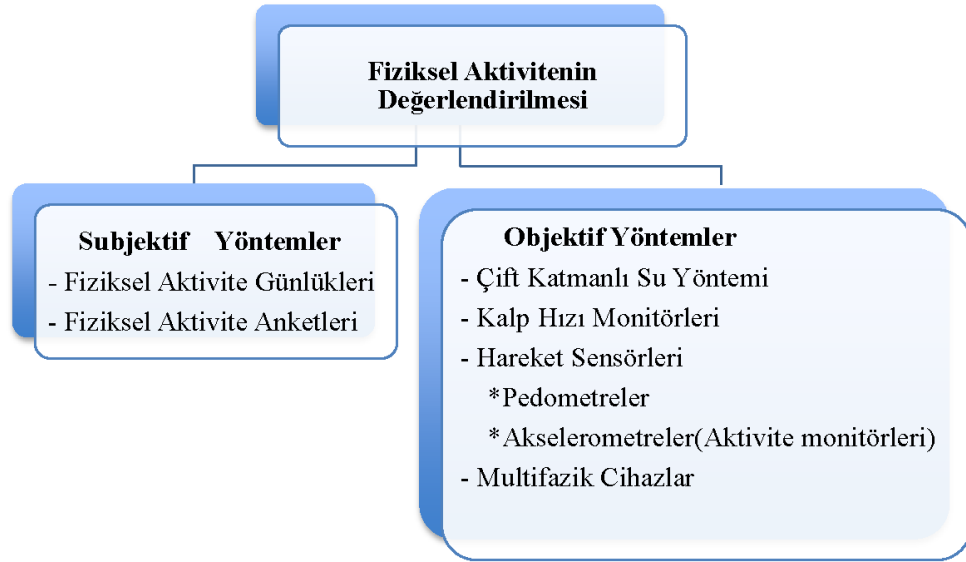 Fiziksel Aktivitenin
Değerlendirilmesi
Subjektif Yöntemler
- Fiziksel Aktivite Günlükleri
- Fiziksel Aktivite Anketleri
Objektif Yöntemler
- Çift Katmanlı Su Yöntemi
- Kalp Hızı Monitörleri
- Hareket Sensörleri
*Pedometreler
*Akselerometreler(Aktivite monitörleri)
- Multifazik Cihazlar